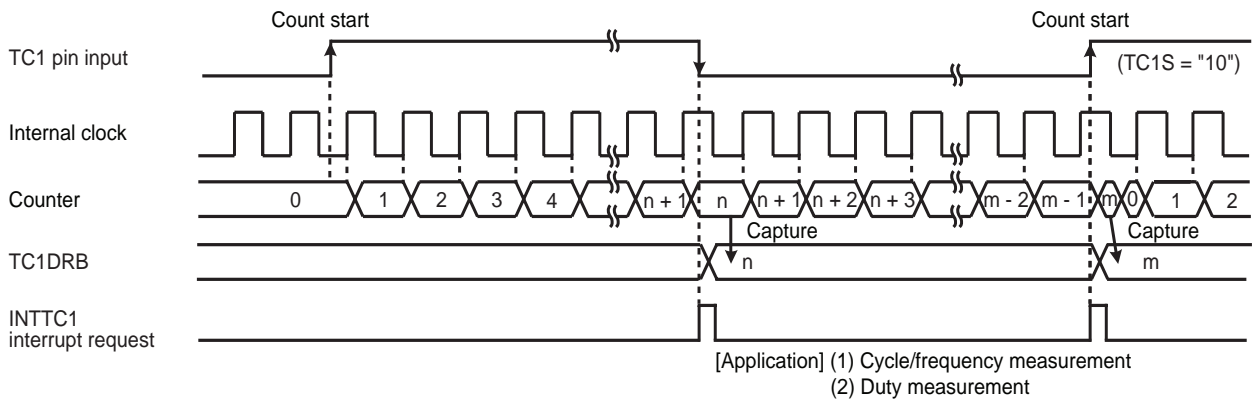 Count start
Count start
TC1 pin input
(TC1S = "10")
Internal clock
Counter
0 1 2 3 4 n + 1 n n + 1 n + 2 n + 3 m - 2 m - 1 m 0 1 2
Capture
Capture
TC1DRB
n
m
INTTC1
interrupt request
[Application] (1) Cycle/frequency measurement
(2) Duty measurement